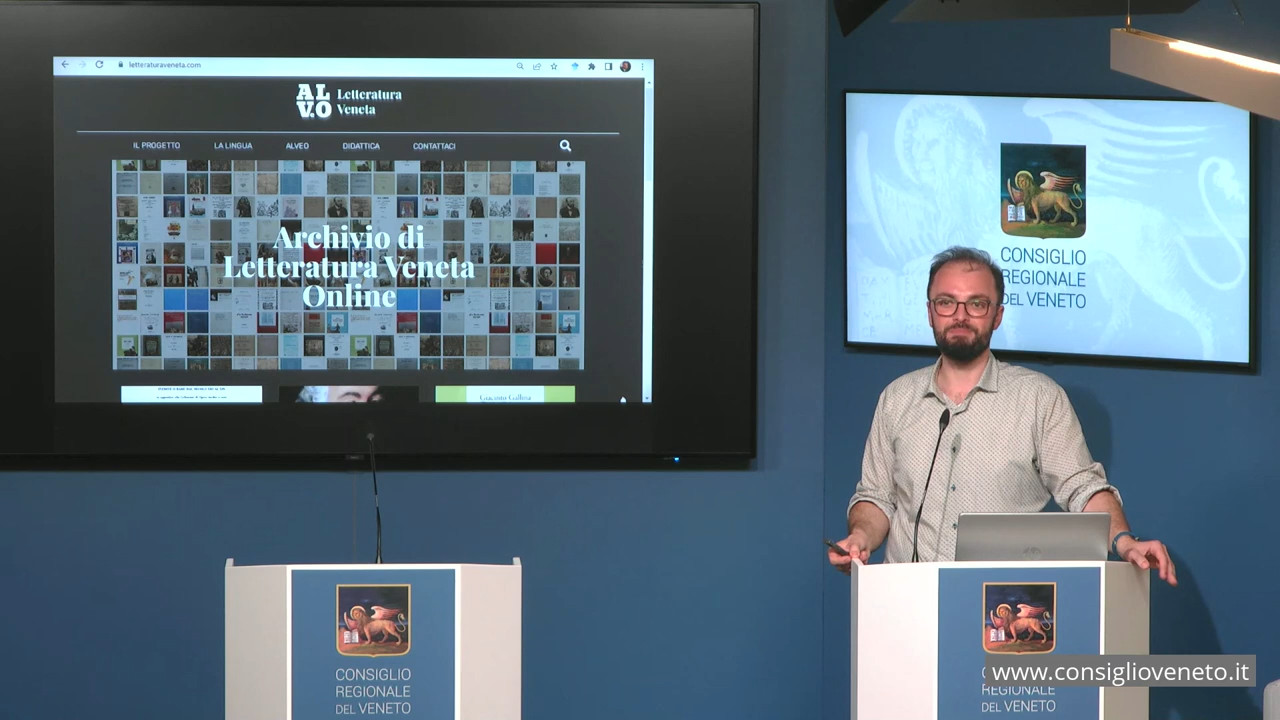 letteraturaveneta.com
AL
V.O
Letteratura
Veneta
IL PROGETTO LA LINGUA ALVEO DIDATTICA CONTATTACI
Archivio di
Letteratura Veneta
Online
Giacinto Gallina
CONSIGLIO
REGIONALE
DEL VENETO
CONSIGLIO
REGIONALE
DEL VENETO
www.consiglioveneto.it
REGIONALE
DEL VENETO